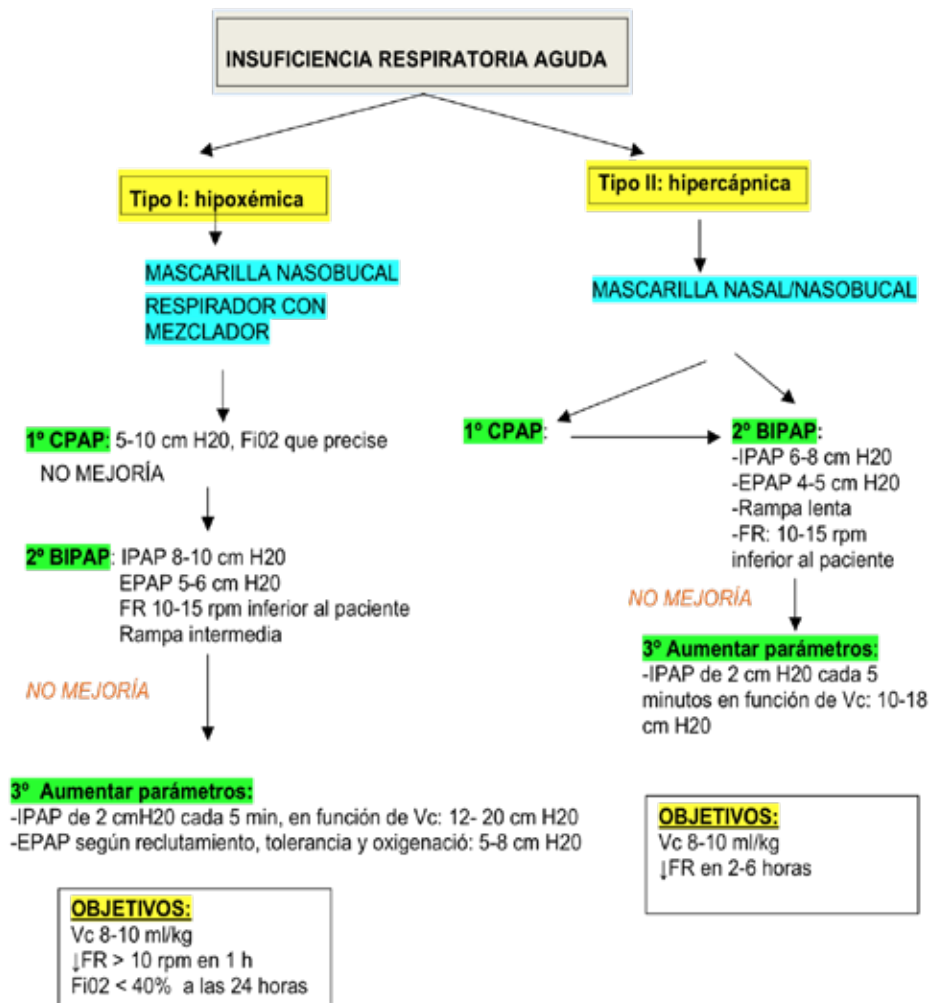 INSUFICIENCIA RESPIRATORIA AGUDA
Tipo I: hipoxémica
MASCARILLA NASOBUCAL
RESPIRADOR CON
MEZCLADOR
1º CPAP: 5-10 cm H20, Fi02 que precise
NO MEJORÍA
2º BIPAP: IPAP 8-10 cm H20
EPAP 5-6 cm H20
FR 10-15 rpm inferior al paciente
Rampa intermedia
NO MEJORÍA
3º Aumentar parámetros:
-IPAP de 2 cmH20 cada 5 min, en función de Vc: 12- 20 cm H20
-EPAP según reclutamiento, tolerancia y oxigenació: 5-8 cm H20
OBJETIVOS:
Vc 8-10 ml/kg
↓FR > 10 rpm en 1 h
Fi02 < 40% a las 24 horas
Tipo II: hipercápnica
MASCARILLA NASAL/NASOBUCAL
1º CPAP:
2º BIPAP:
-IPAP 6-8 cm H20
-EPAP 4-5 cm H20
-Rampa lenta
-FR: 10-15 rpm
inferior al paciente
NO MEJORÍA
3º Aumentar parámetros:
-IPAP de 2 cm H20 cada 5
minutos en función de Vc: 10-18
cm H20
OBJETIVOS:
Vc 8-10 ml/kg
↓FR en 2-6 horas